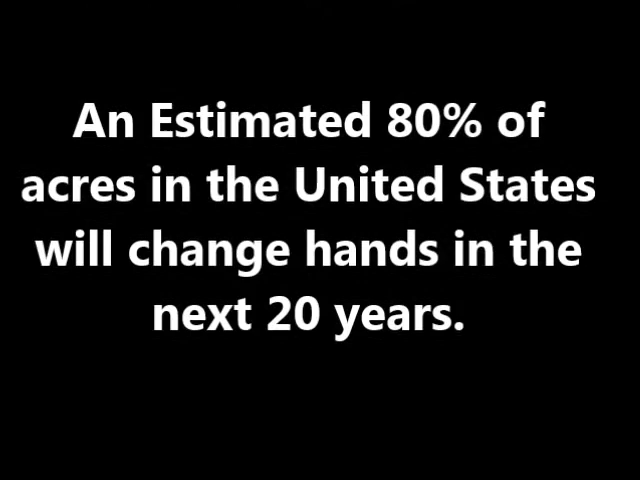 An Estimated 80% of
acres in the United States
will change hands in the
next 20 years.